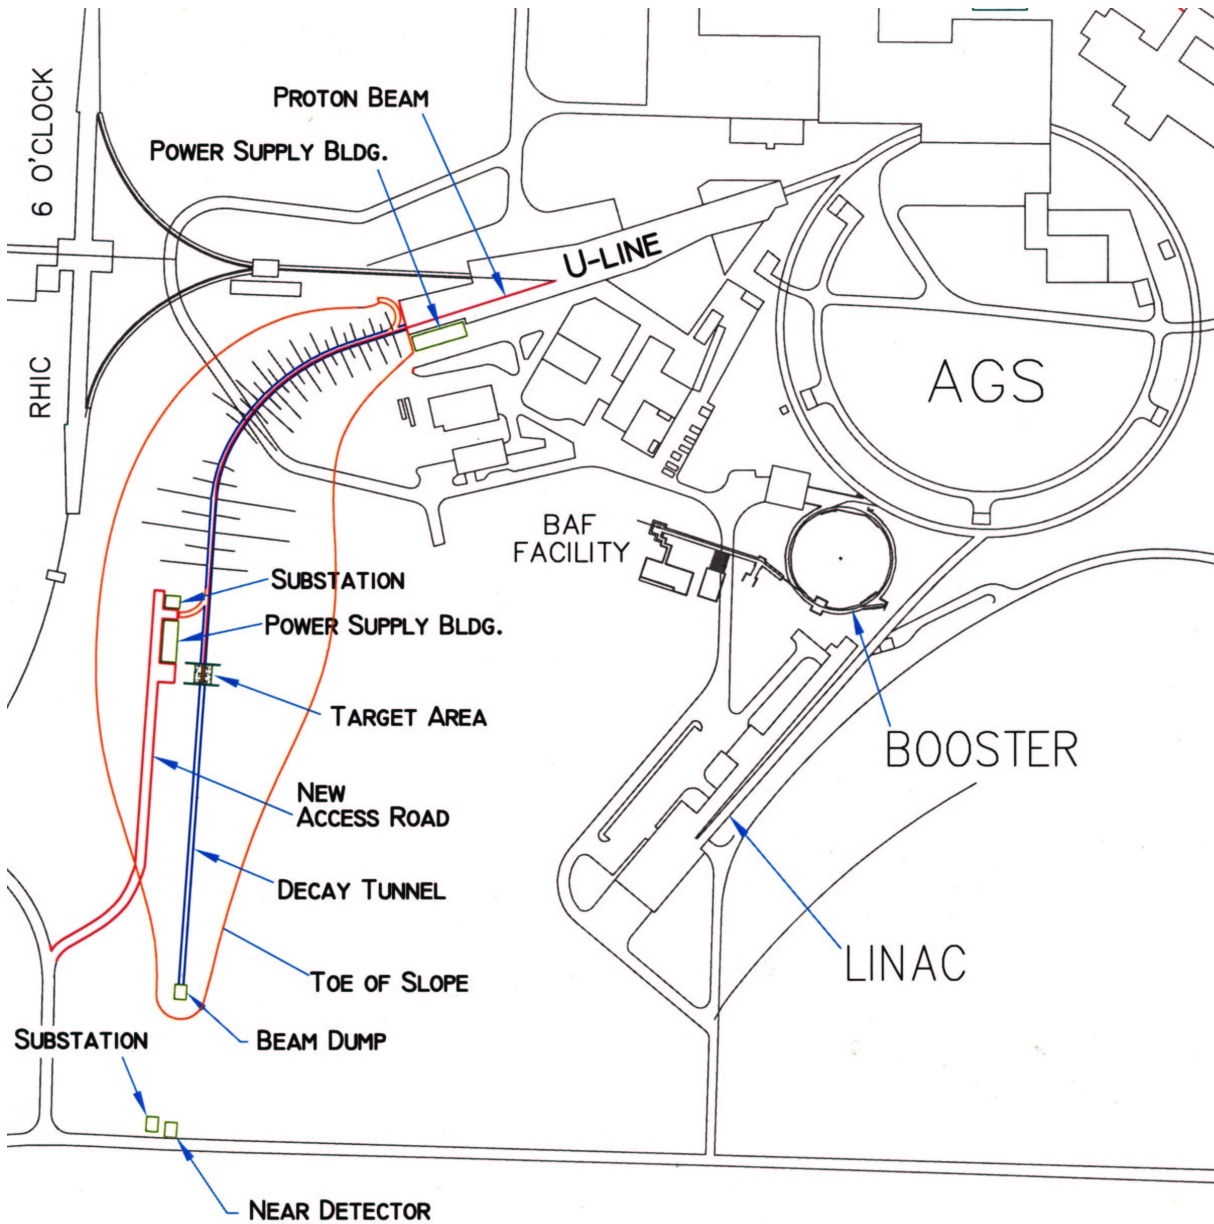 PROTON BEAM
POWER SUPPLY BLDG.
6 O'CLOCK
RHIC
U-LINE
AGS
BAF
FACILITY
SUBSTATION
POWER SUPPLY BLDG.
TARGET AREA
BOOSTER
NEW
ACCESS ROAD
DECAY TUNNEL
LINAC
TOE OF SLOPE
BEAM DUMP
SUBSTATION
NEAR DETECTOR